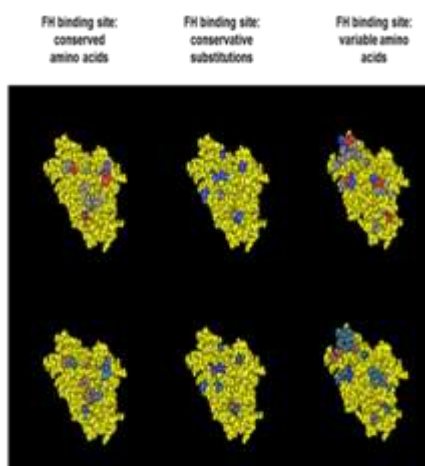 FH binding site:
conserved
amino acids
FH binding site:
conservative
substitutions
FH binding site:
variable amino
acids